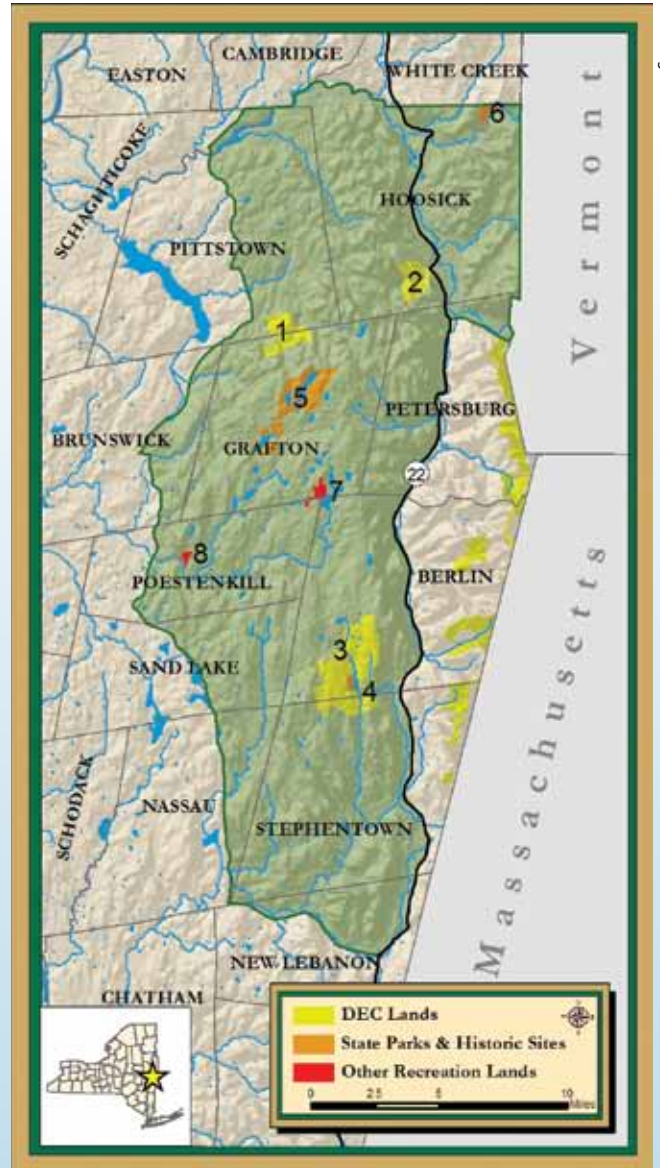 CAMBRIDGE
EASTON
WHITE CREEK
6
SCHAGHTICOKE
HOOSICK
Vermont
PITTSTOWN
2
1
5
PETERSBURG
BRUNSWICK
GRAFTON
22
7
8
BERLIN
POESTENKILL
Massachusetts
3
SAND LAKE
4
SCHODACK
NASSAU
STEPHENTOWN
NEW LEBANON
CHATHAM
DEC Lands
State Parks & Historic Sites
Other Recreation Lands
0 2.5 5 10
Miles